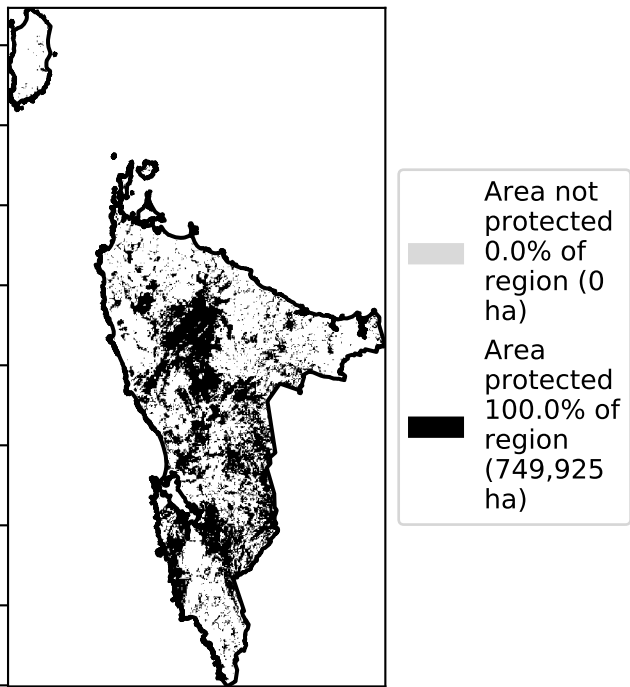 Area not
protected
0.0% of
region (0
ha)
Area
protected
100.0% of
region
(749,925
ha)